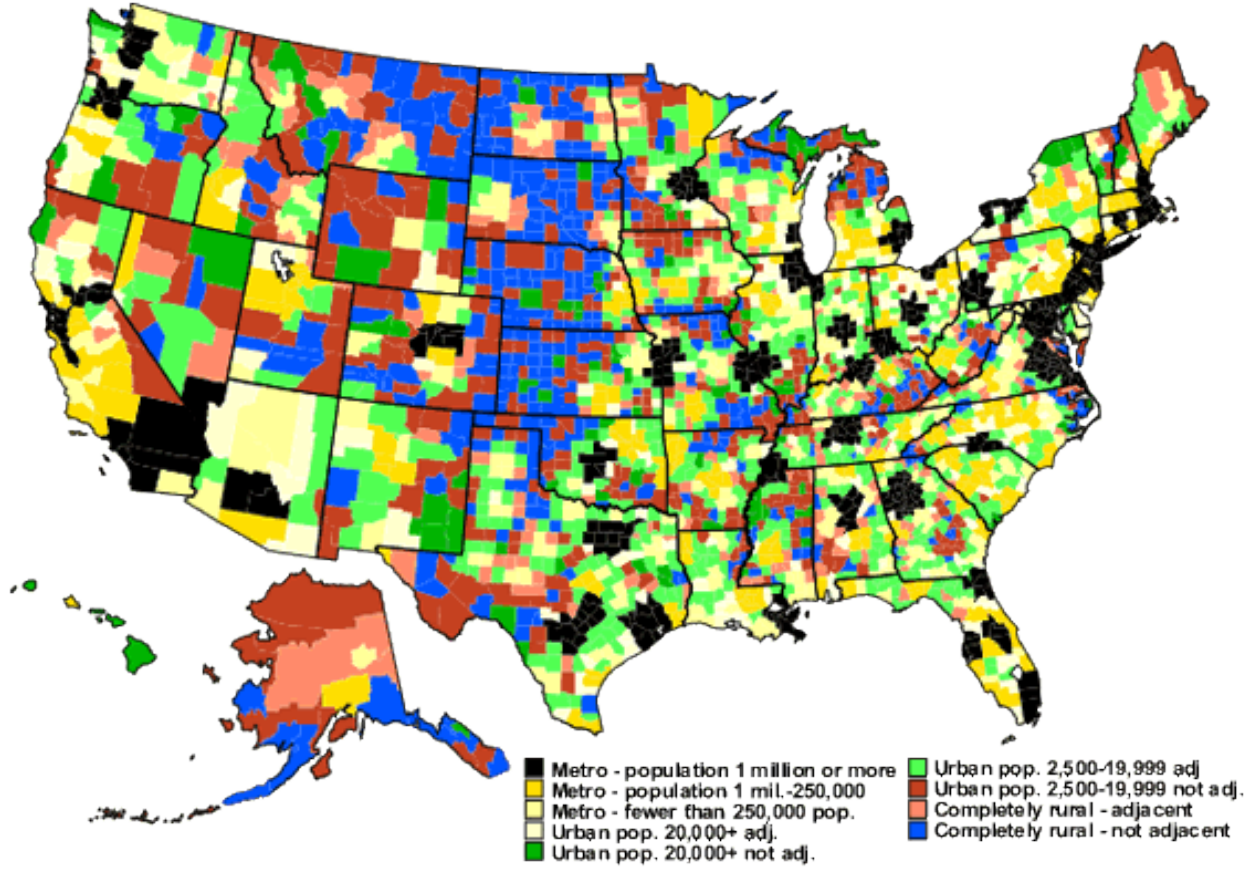 Metro - population 1 million or more
Metro - population 1 mil.-250,000
Metro - fewer than 250,000 pop.
Urban pop. 20,000+ adj.
Urban pop. 20,000+ not adj.
Urban pop. 2,500-19,999 adj
Urban pop. 2,500-19,999 not adj.
Completely rural - adjacent
Completely rural - not adjacent